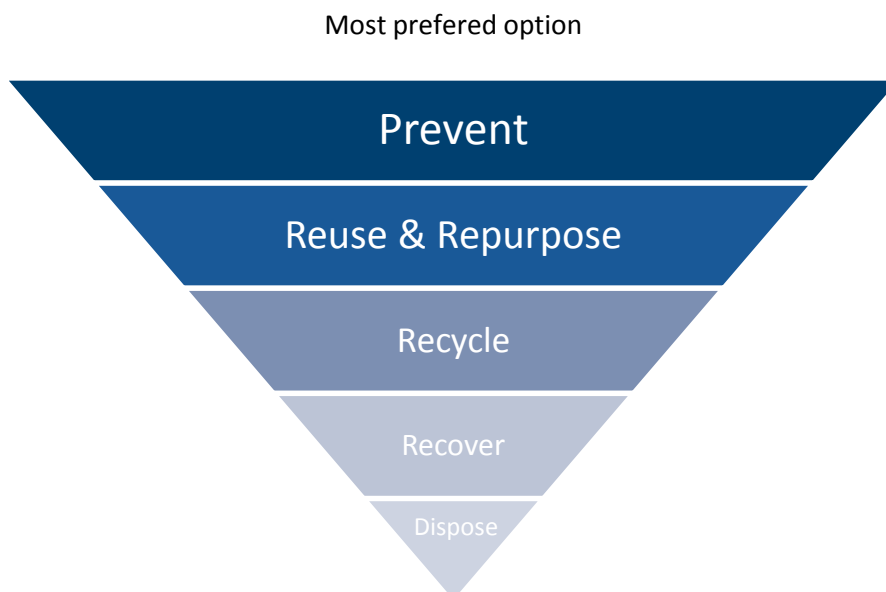 Most prefered option
Prevent
Reuse & Repurpose
Recycle
Recover
Dispose